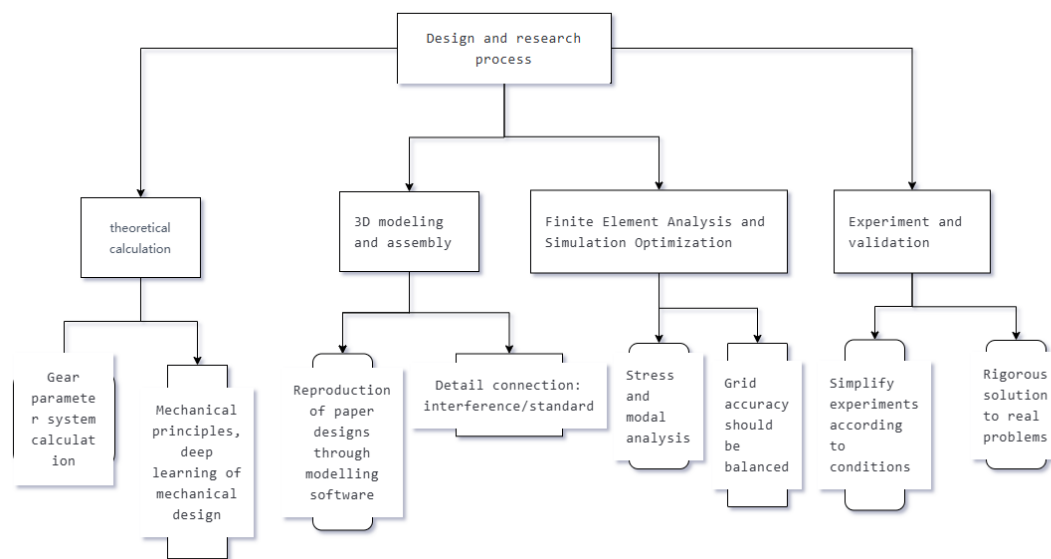 Design and research
process
theoretical
calculation
3D modeling
and assembly
Finite Element Analysis and
Simulation Optimization
Experiment and
validation
Gear
paramete
r system
calculat
ion
Mechanical
principles,
deep
learning of
mechanical
design
Reproduction
of paper
designs
through
modelling
software
Detail connection:
interference/standard
Stress
and
modal
analysis
Grid
accuracy
should
be
balanced
Simplify
experiments
according
to
conditions
Rigorous
solution
to real
problems